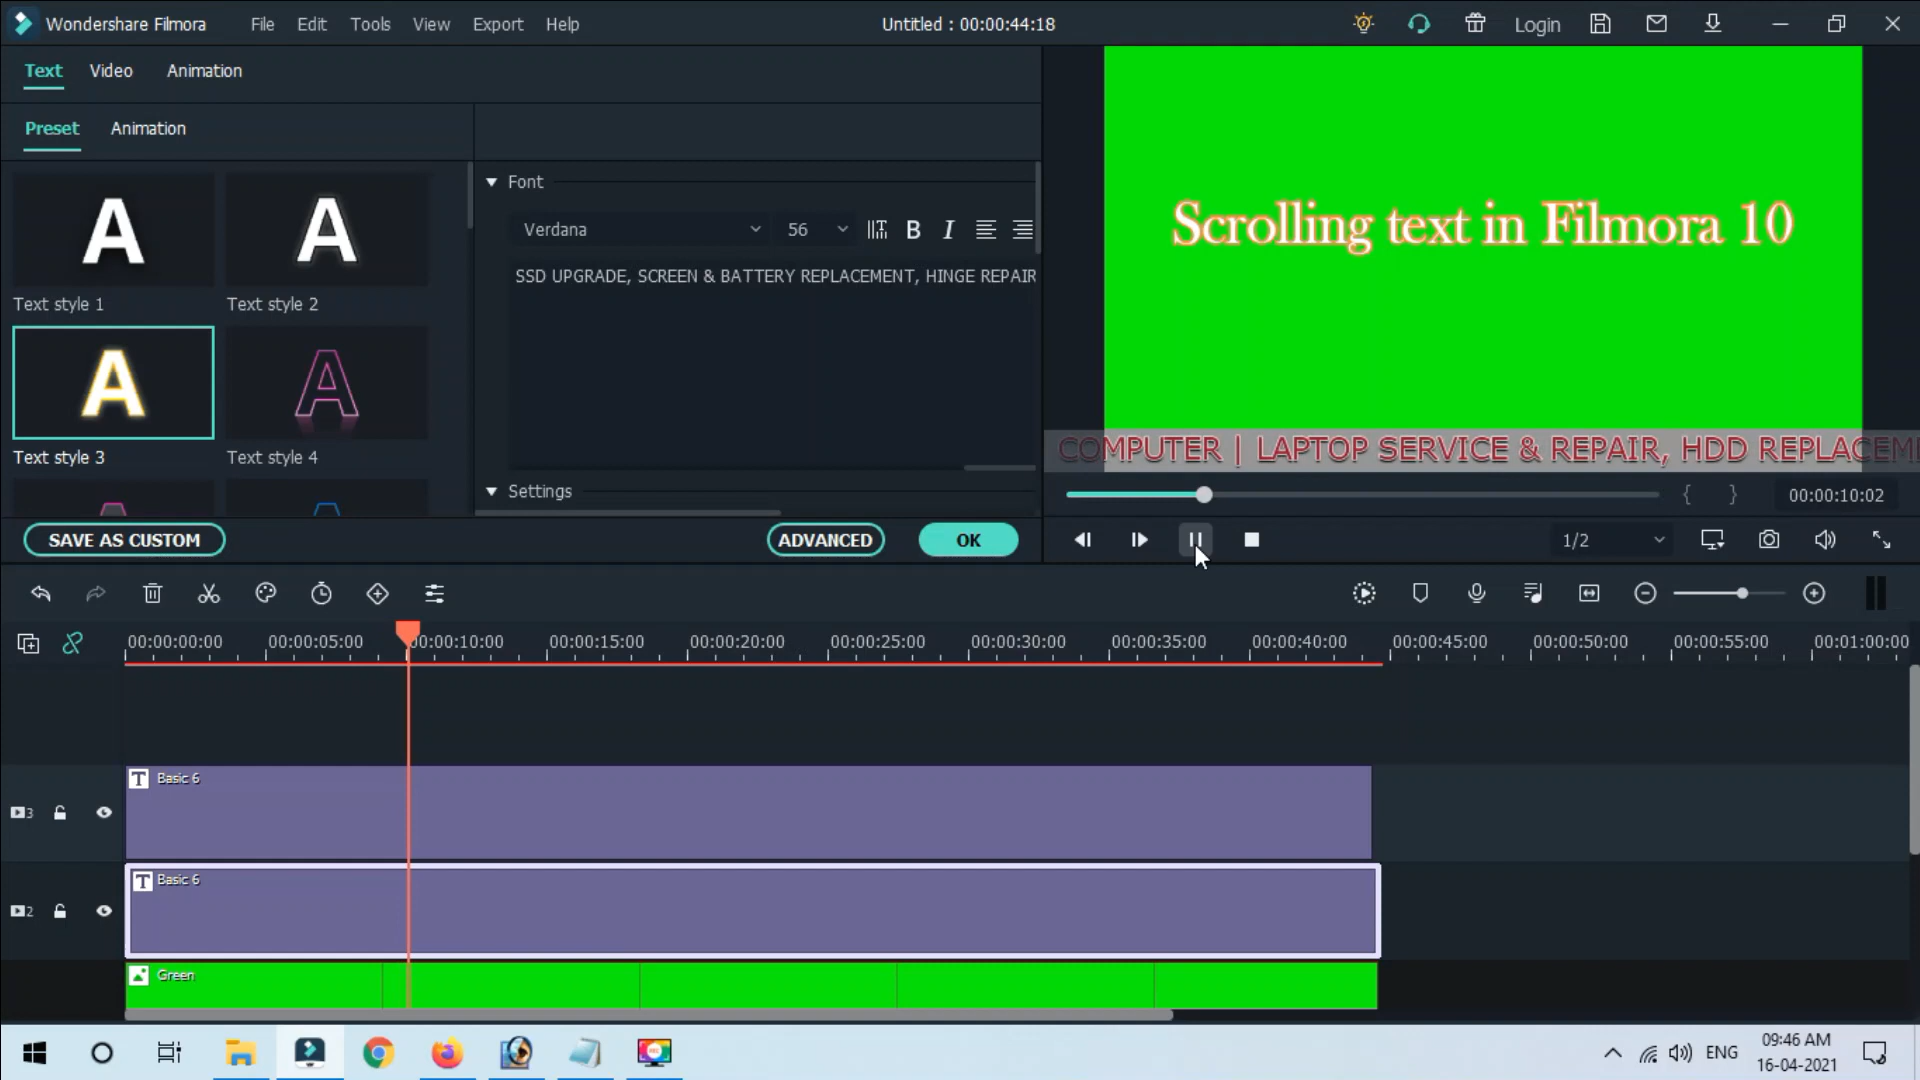 Wondershare Filmora File Edit Tools View Export Help Untitled : 00:00:44:18 Login
Text Video Animation
Preset Animation
Font
Verdana 56 B I
SSD UPGRADE, SCREEN & BATTERY REPLACEMENT, HINGE REPAIR
A A
Text style 1 Text style 2
A A
Text style 3 Text style 4
Settings
SAVE AS CUSTOM ADVANCED OK
Scrolling text in Filmora 10
COMPUTER | LAPTOP SERVICE & REPAIR, HDD REPLACEME
{ } 00:00:10:02
1/2
00:00:00:00 00:00:05:00 00:00:10:00 00:00:15:00 00:00:20:00 00:00:25:00 00:00:30:00 00:00:35:00 00:00:40:00 00:00:45:00 00:00:50:00 00:00:55:00 00:01:00:00
T Basic 6
3
T Basic 6
2
Green
ENG 09:46 AM
16-04-2021